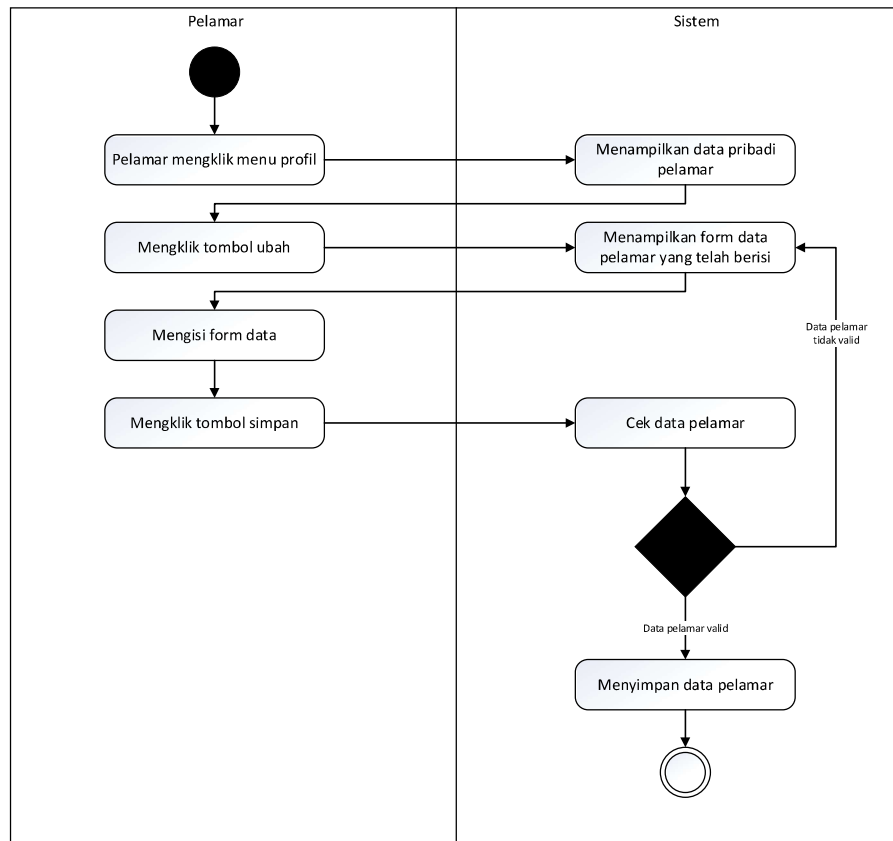 Pelamar
Sistem
Pelamar mengklik menu profil
Menampilkan data pribadi
pelamar
Mengklik tombol ubah
Menampilkan form data
pelamar yang telah berisi
Mengisi form data
Data pelamar
tidak valid
Mengklik tombol simpan
Cek data pelamar
Data pelamar valid
Menyimpan data pelamar